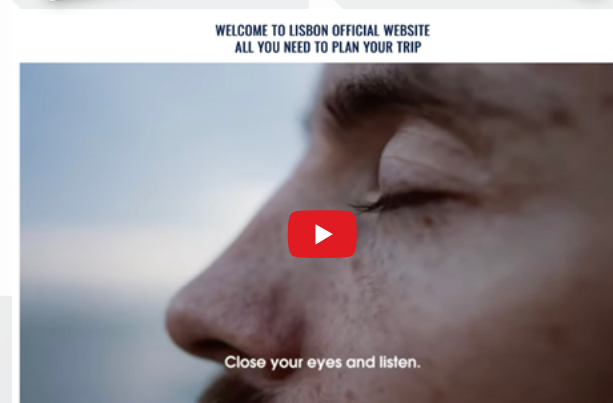 WELCOME TO LISBON OFFICIAL WEBSITE
ALL YOU NEED TO PLAN YOUR TRIP
Close your eyes and listen.